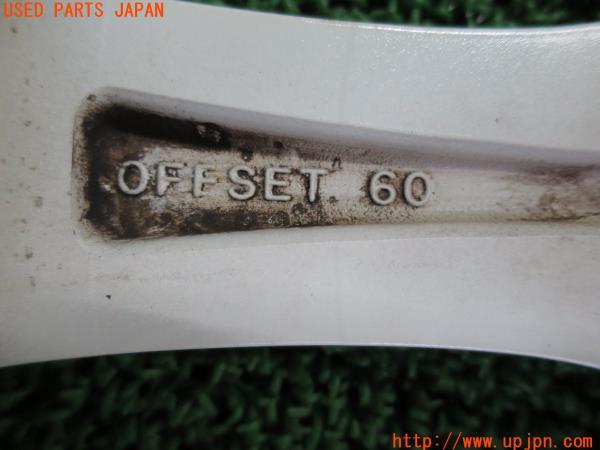 USED PARTS JAPAN
OFFSET 60
http://www.upjpn.com/